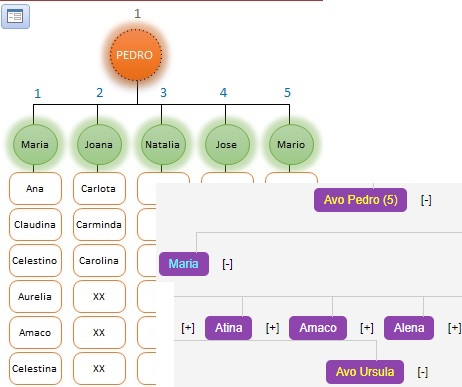 1
PEDRO
1 2 3 4 5
Maria Joana Natalia Jose Mario
Ana Carlota
Claudina Carminda
Celestino Carolina
Aurelia XX
Amaco XX
Celestina XX
Avo Pedro (5) [-]
Maria [-]
[+] Atina [+] Amaco [+] Alena [+]
Avo Ursula [-]